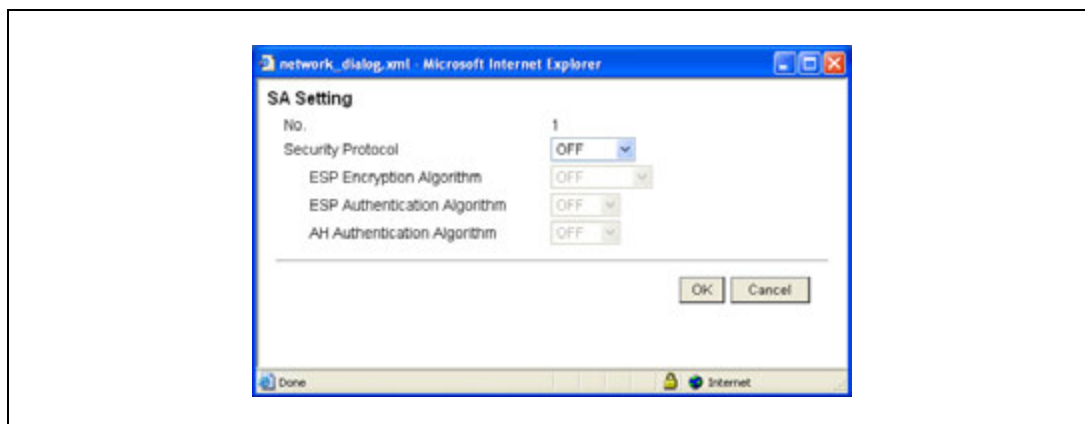 network_dialog.xml - Microsoft Internet Explorer
SA Setting
No. 1
Security Protocol OFF
ESP Encryption Algorithm OFF
ESP Authentication Algorithm OFF
AH Authentication Algorithm OFF
OK Cancel
Done Internet